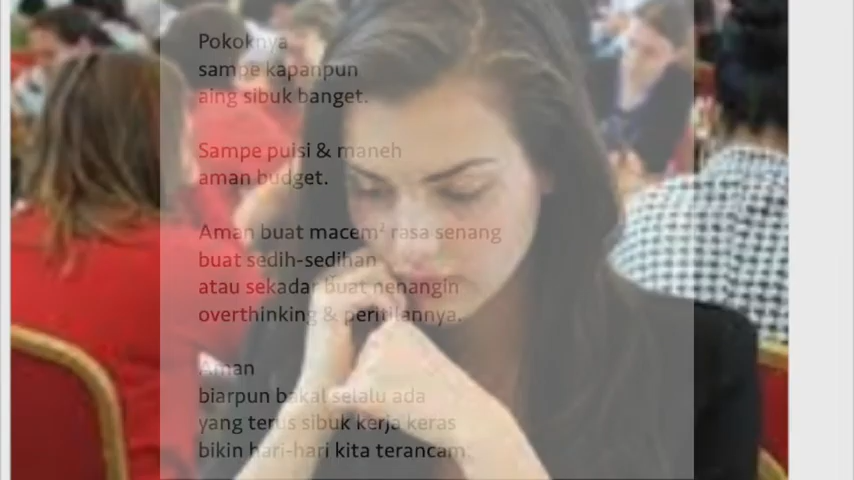 Pokoknya
sampe kapanpun
aing sibuk banget.
Sampe puisi & maneh
aman budget.
Aman buat macem² rasa senang
buat sedih-sedihan
atau sekadar buat nenangin
overthinking & peritilannya.
Aman
biarpun bakal selalu ada
yang terus sibuk kerja keras
bikin hari-hari kita terancam.